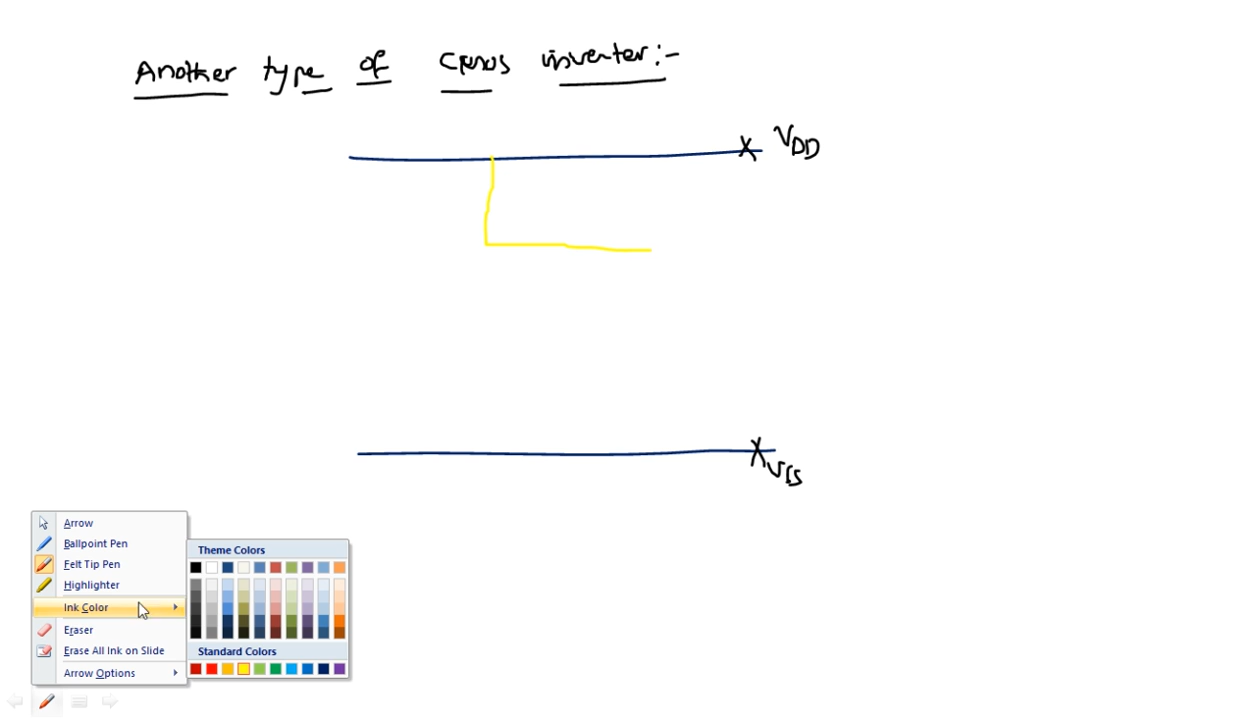 Another type of CMOS inverter:-
X VDD
X VSS
Arrow
Ballpoint Pen
Felt Tip Pen
Highlighter
Ink Color
Eraser
Erase All Ink on Slide
Arrow Options
Theme Colors
Standard Colors